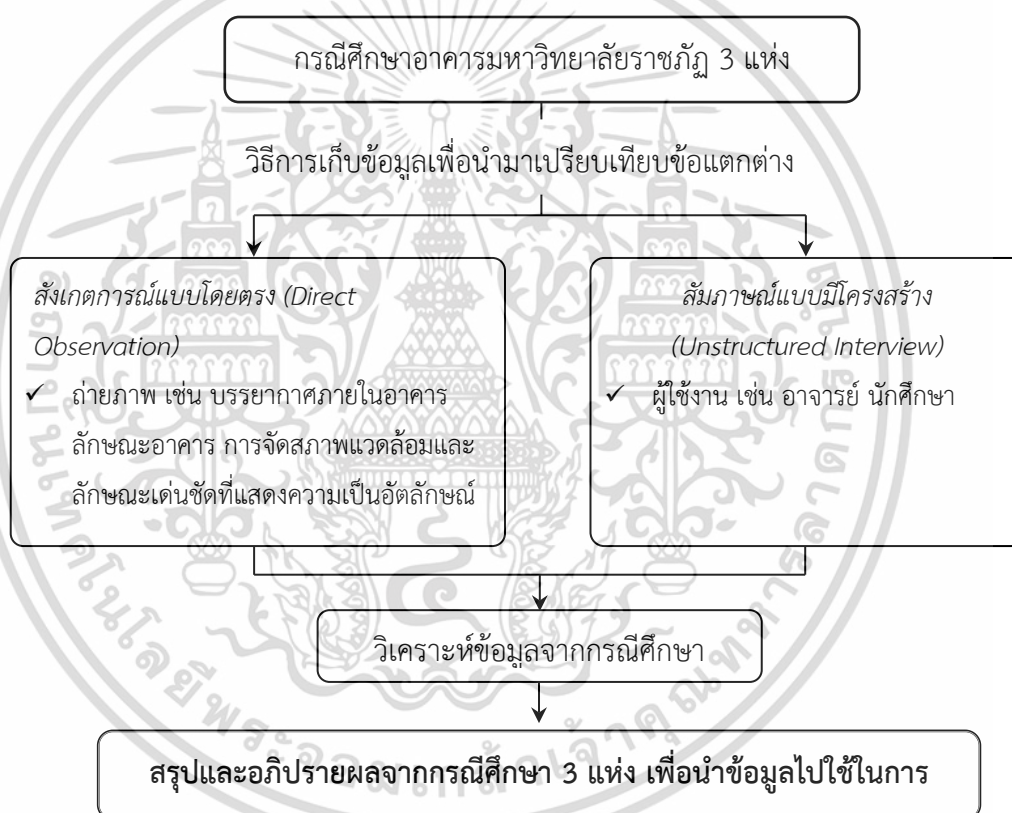 กรณีศึกษาอาคารมหาวิทยาลัยราชภัฏ 3 แห่ง
วิธีการเก็บข้อมูลเพื่อนำมาเปรียบเทียบข้อแตกต่าง
สังเกตการณ์แบบโดยตรง (Direct
Observation)
✓ ถ่ายภาพ เช่น บรรยากาศภายในอาคาร
ลักษณะอาคาร การจัดสภาพแวดล้อมและ
ลักษณะเด่นชัดที่แสดงความเป็นอัตลักษณ์
สัมภาษณ์แบบมีโครงสร้าง
(Unstructured Interview)
✓ ผู้ใช้งาน เช่น อาจารย์ นักศึกษา
วิเคราะห์ข้อมูลจากกรณีศึกษา
สรุปและอภิปรายผลจากกรณีศึกษา 3 แห่ง เพื่อนำข้อมูลไปใช้ในการ